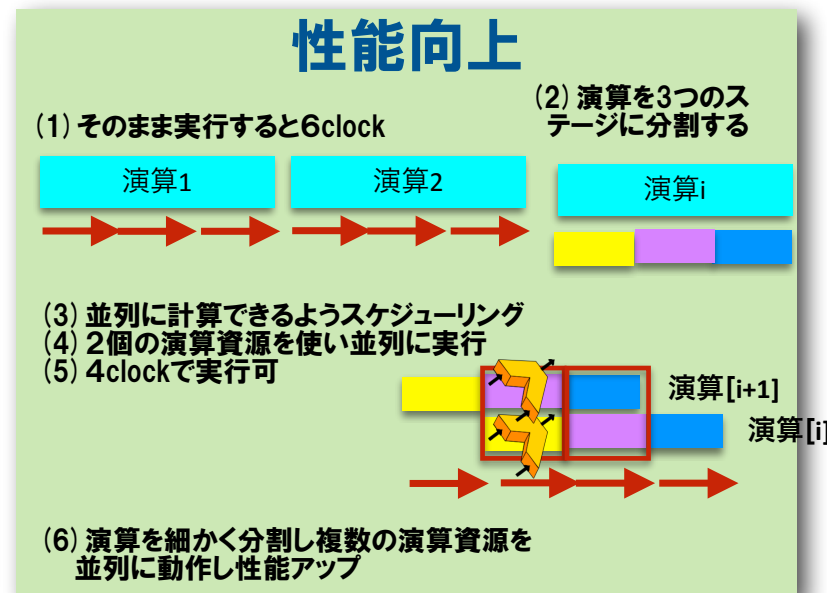 性能向上
(1) そのまま実行すると6clock
(2) 演算を3つのス
テージに分割する
演算1
演算2
演算i
(3) 並列に計算できるようスケジューリング
(4) 2個の演算資源を使い並列に実行
(5) 4clockで実行可
演算[i+1]
演算[i]
(6) 演算を細かく分割し複数の演算資源を
並列に動作し性能アップ